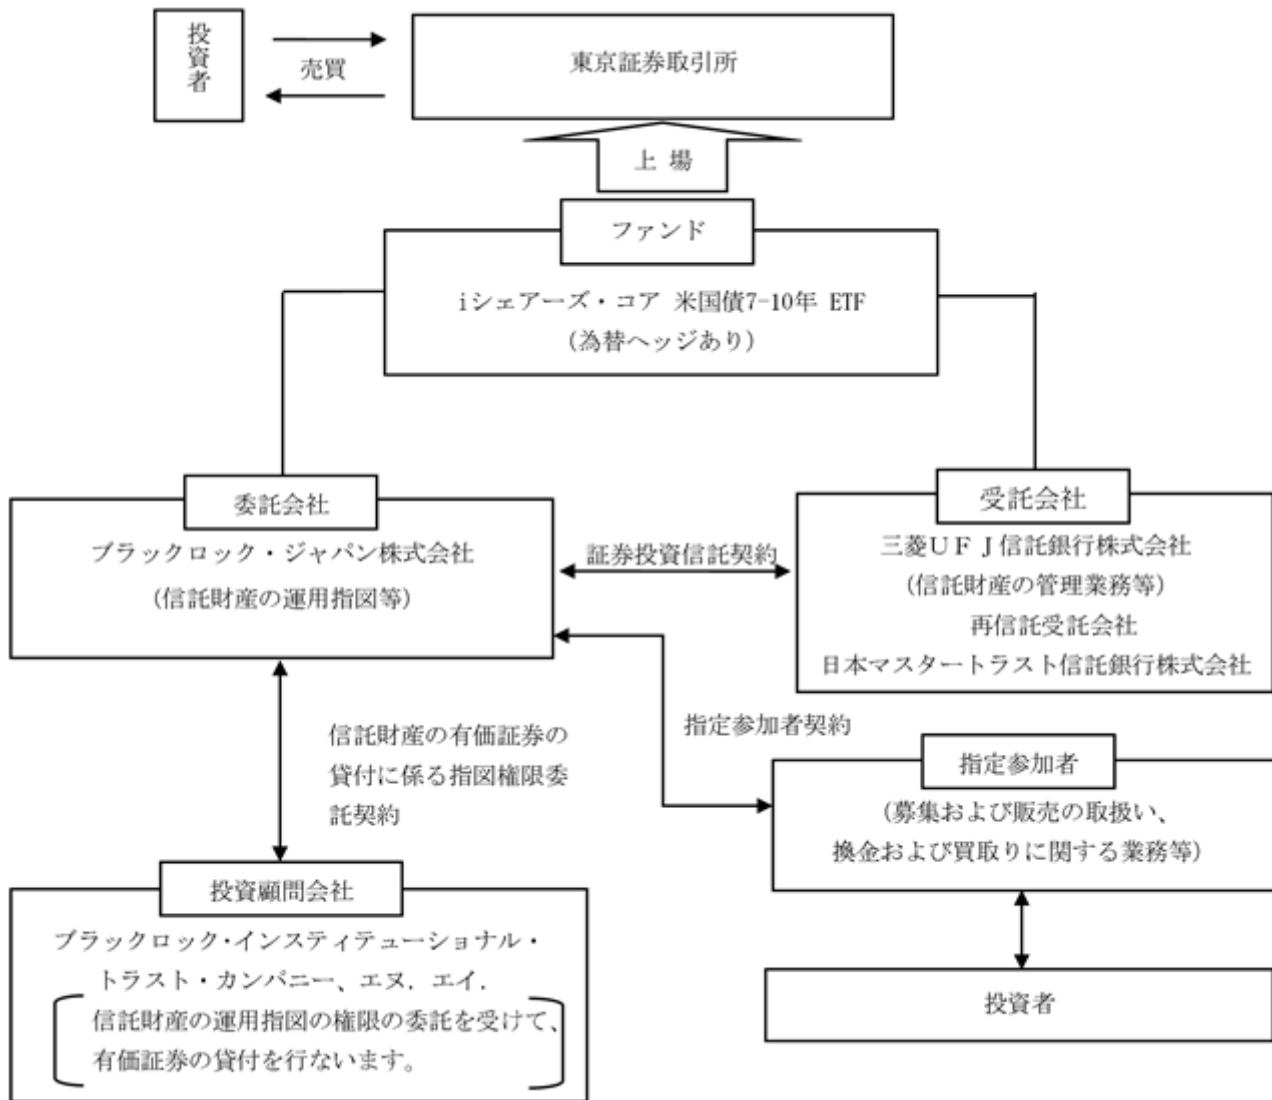 投資者
売買
東京証券取引所
上 場
ファンド
iシェアーズ・コア 米国債7-10年 ETF
(為替ヘッジあり)
委託会社
ブラックロック・ジャパン株式会社
(信託財産の運用指図等)
証券投資信託契約
受託会社
三菱ＵＦＪ信託銀行株式会社
(信託財産の管理業務等)
再信託受託会社
日本マスタートラスト信託銀行株式会社
信託財産の有価証券の
貸付に係る指図権限委
託契約
指定参加者契約
指定参加者
(募集および販売の取扱い、
換金および買取りに関する業務等)
投資顧問会社
ブラックロック・インスティテューショナル・
トラスト・カンパニー、エヌ．エイ．
信託財産の運用指図の権限の委託を受けて、
有価証券の貸付を行ないます。
投資者